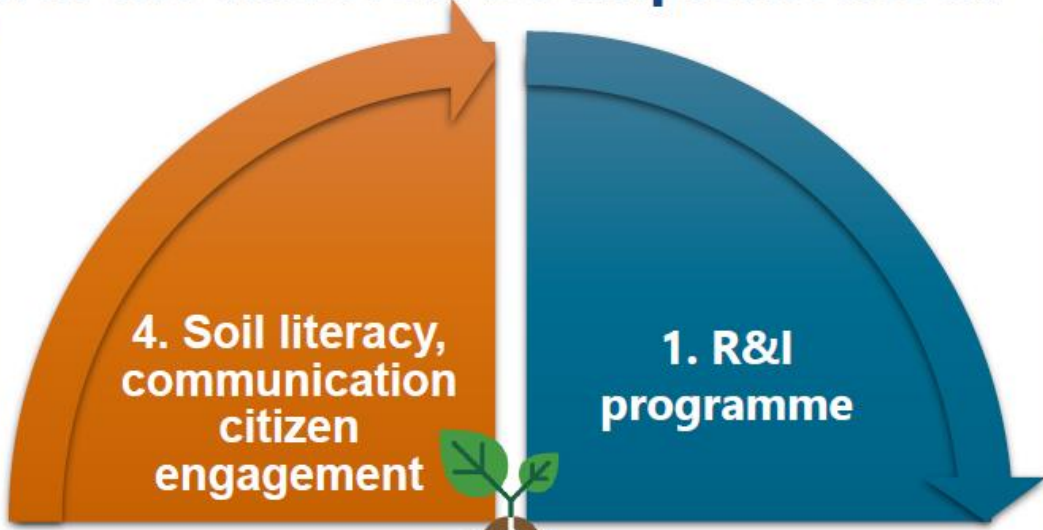 4. Soil literacy,
communication
citizen
engagement
1. R&I
programme